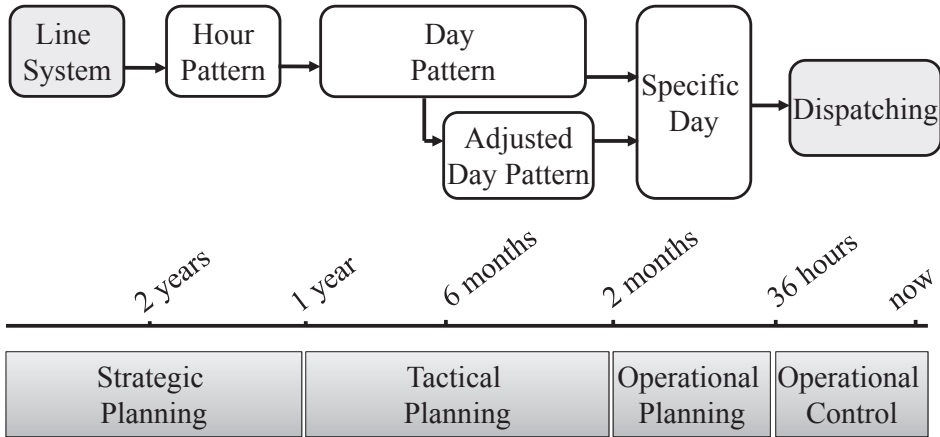 Line
System
Hour
Pattern
Day
Pattern
Adjusted
Day Pattern
Specific
Day
Dispatching
2 years
1 year
6 months
2 months
36 hours
now
Strategic
Planning
Tactical
Planning
Operational
Planning
Operational
Control